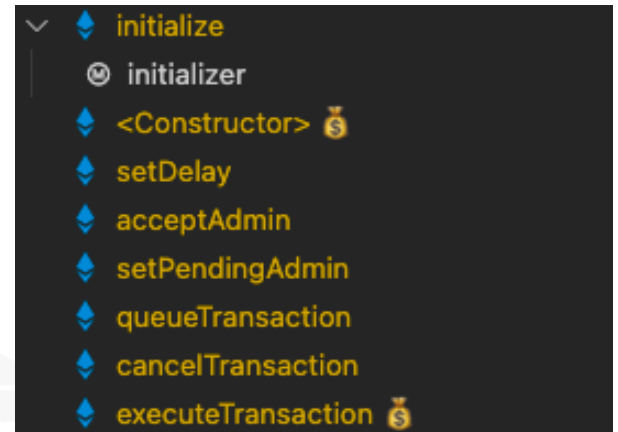 initialize
initializer
<Constructor> 💰
setDelay
acceptAdmin
setPendingAdmin
queueTransaction
cancelTransaction
executeTransaction 💰